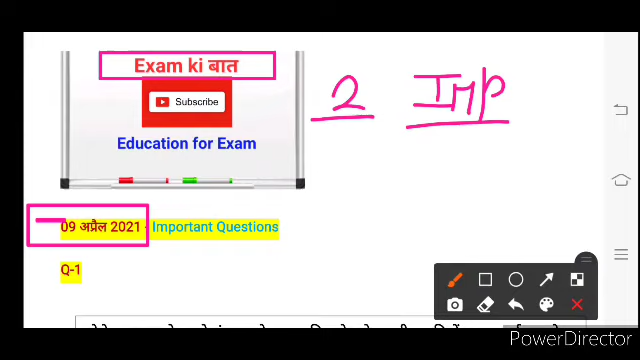 Exam ki बात
Subscribe
Education for Exam
2 IMP
09 अप्रैल 2021 - Important Questions
Q-1
PowerDirector